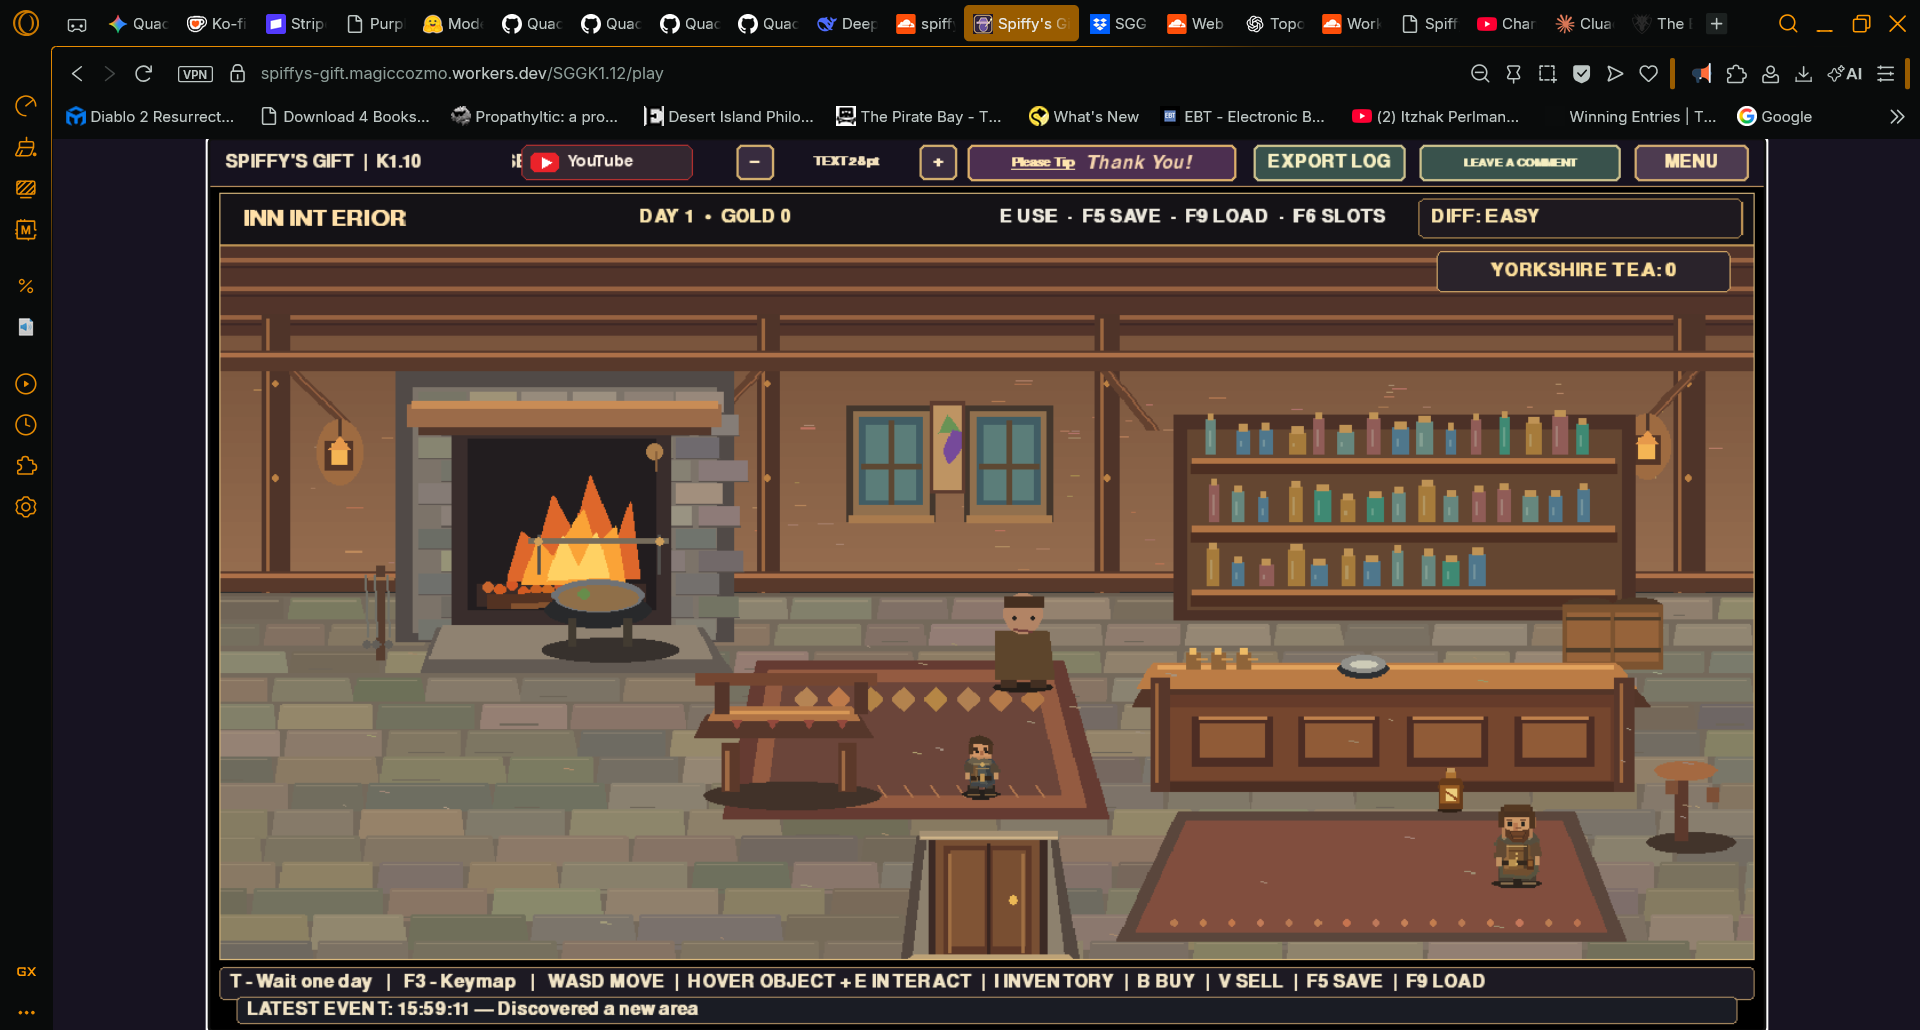 Quac
Ko-fi
Strip
Purp
Mode
Quac
Quac
Quac
Quac
Deep
spiffy
Spiffy's G
SGG
Web
Topo
Work
Spiff
Char
Clua
The
VPN
spiffys-gift.magiccozmo.workers.dev/SGGK1.12/play
AI
Diablo 2 Resurrect...
Download 4 Books...
Propathyltic: a pro...
Desert Island Philo...
The Pirate Bay - T...
What's New
EBT - Electronic B...
(2) Itzhak Perlman...
Winning Entries | T...
Google
SPIFFY'S GIFT | K1.10
YouTube
–
TEXT 28pt
+
Please Tip Thank You!
EXPORT LOG
LEAVE A COMMENT
MENU
INN INTERIOR
DAY 1 • GOLD 0
E USE · F5 SAVE · F9 LOAD · F6 SLOTS
DIFF: EASY
YORKSHIRE TEA: 0
GX
T - Wait one day | F3 - Keymap | WASD MOVE | HOVER OBJECT + E INTERACT | I INVENTORY | B BUY | V SELL | F5 SAVE | F9 LOAD
LATEST EVENT: 15:59:11 — Discovered a new area